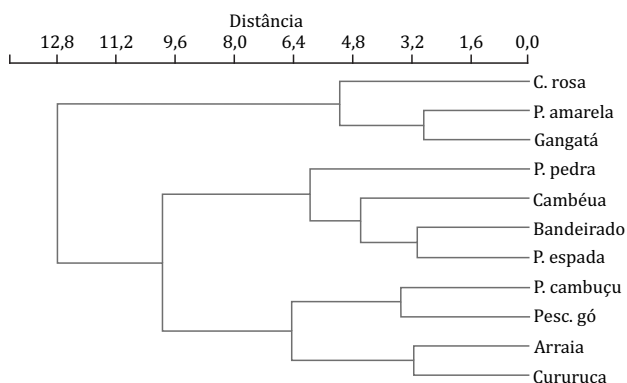 Distância
12,8 11,2 9,6 8,0 6,4 4,8 3,2 1,6 0,0
C. rosa
P. amarela
Gangatá
P. pedra
Cambéua
Bandeirado
P. espada
P. cambuçu
Pesc. gó
Arraia
Cururuca